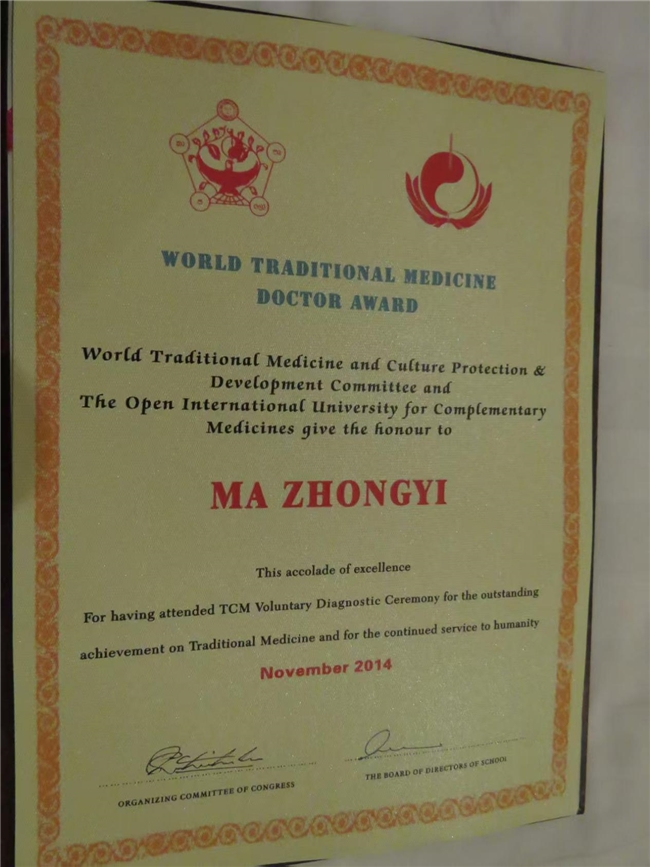 WORLD TRADITIONAL MEDICINE
DOCTOR AWARD
World Traditional Medicine and Culture Protection &
Development Committee and
The Open International University for Complementary
Medicines give the honour to
MA ZHONGYI
This accolade of excellence
For having attended TCM Voluntary Diagnostic Ceremony for the outstanding
achievement on Traditional Medicine and for the continued service to humanity
November 2014
ORGANIZING COMMITTEE OF CONGRESS
THE BOARD OF DIRECTORS OF SCHOOL